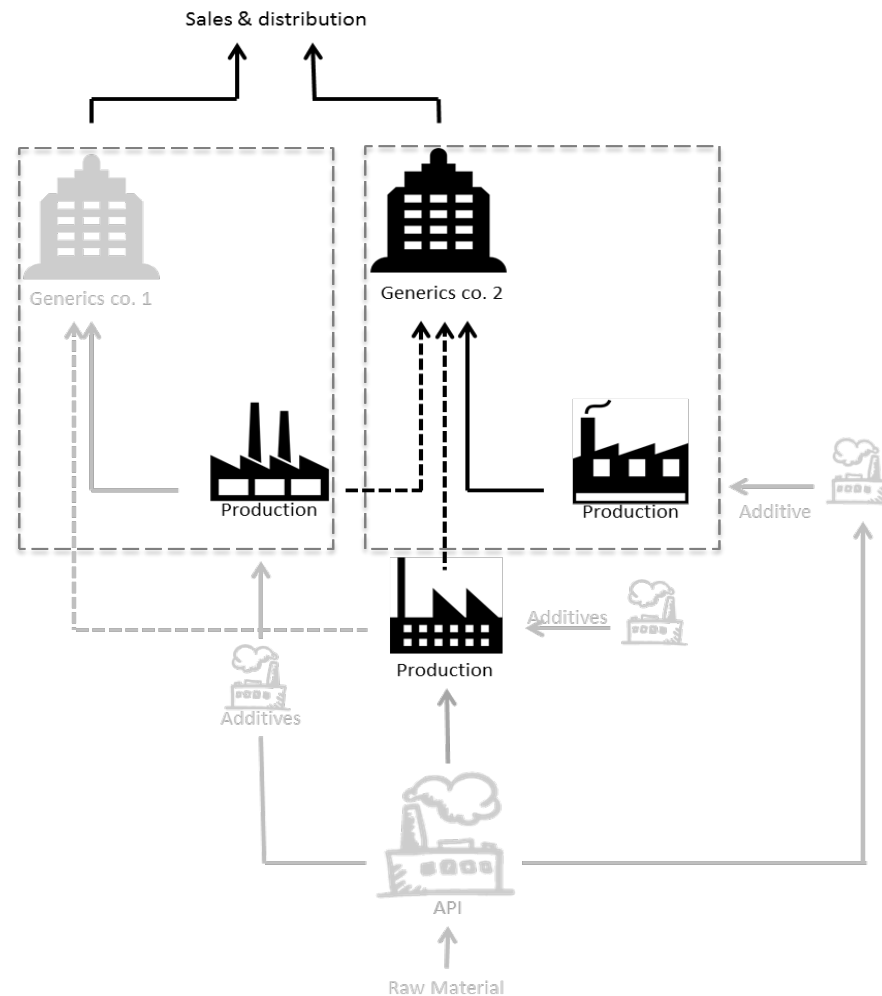 Sales & distribution
Generics co. 1
Generics co. 2
Production
Production
Additive
Additives
Production
Additives
API
Raw Material